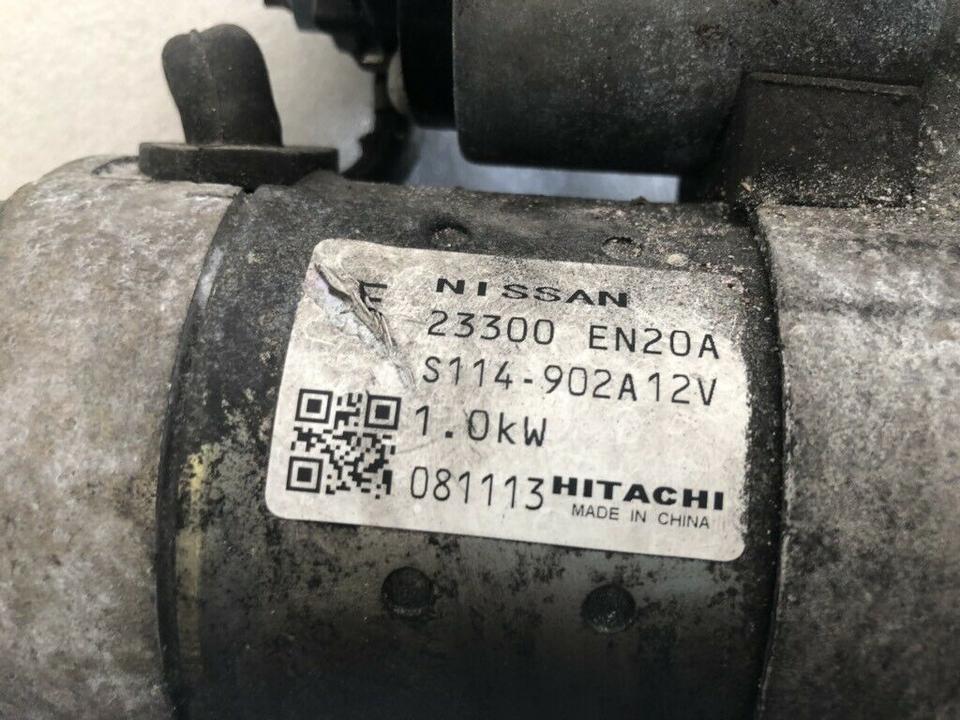 E NISSAN
23300 EN20A
S114-902A12V
1.0kW
081113 HITACHI
MADE IN CHINA